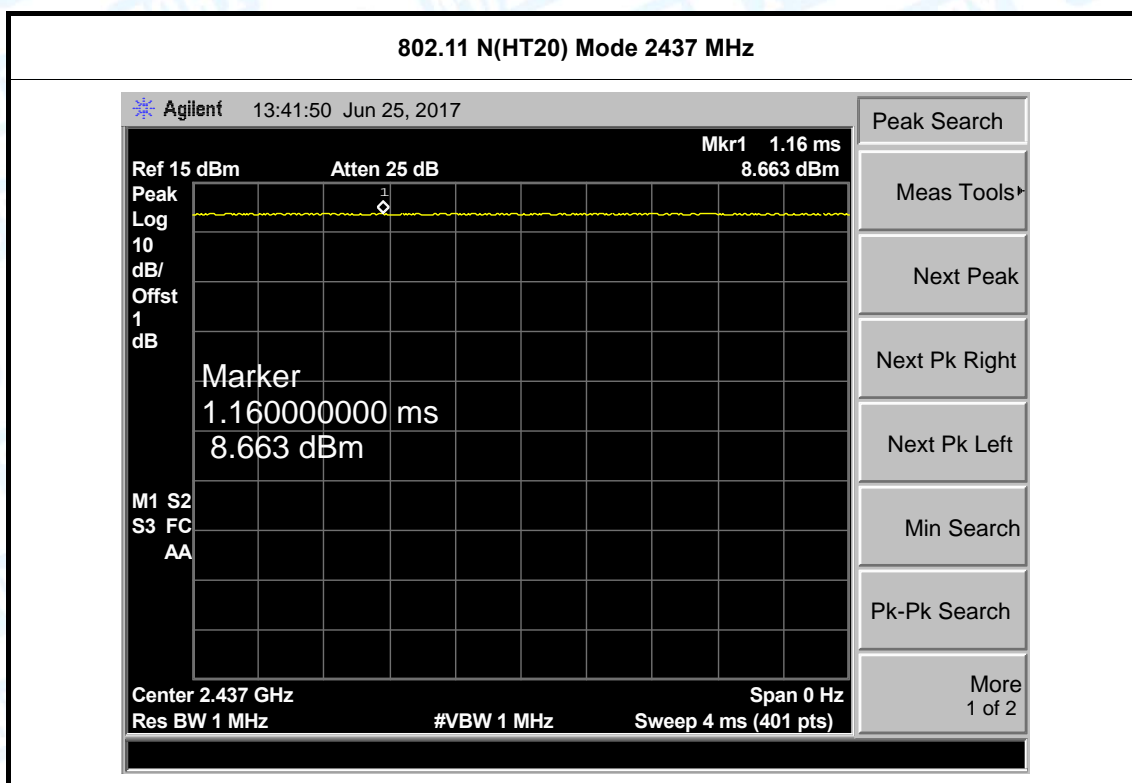 802.11 N(HT20) Mode 2437 MHz
Agilent 13:41:50 Jun 25, 2017
Peak Search
Mkr1 1.16 ms
Ref 15 dBm Atten 25 dB 8.663 dBm
Peak
Log
10
dB/
Offst
1
dB
1
Marker
1.160000000 ms
8.663 dBm
M1 S2
S3 FC
AA
Center 2.437 GHz Span 0 Hz
Res BW 1 MHz #VBW 1 MHz Sweep 4 ms (401 pts)
Meas Tools
Next Peak
Next Pk Right
Next Pk Left
Min Search
Pk-Pk Search
More
1 of 2